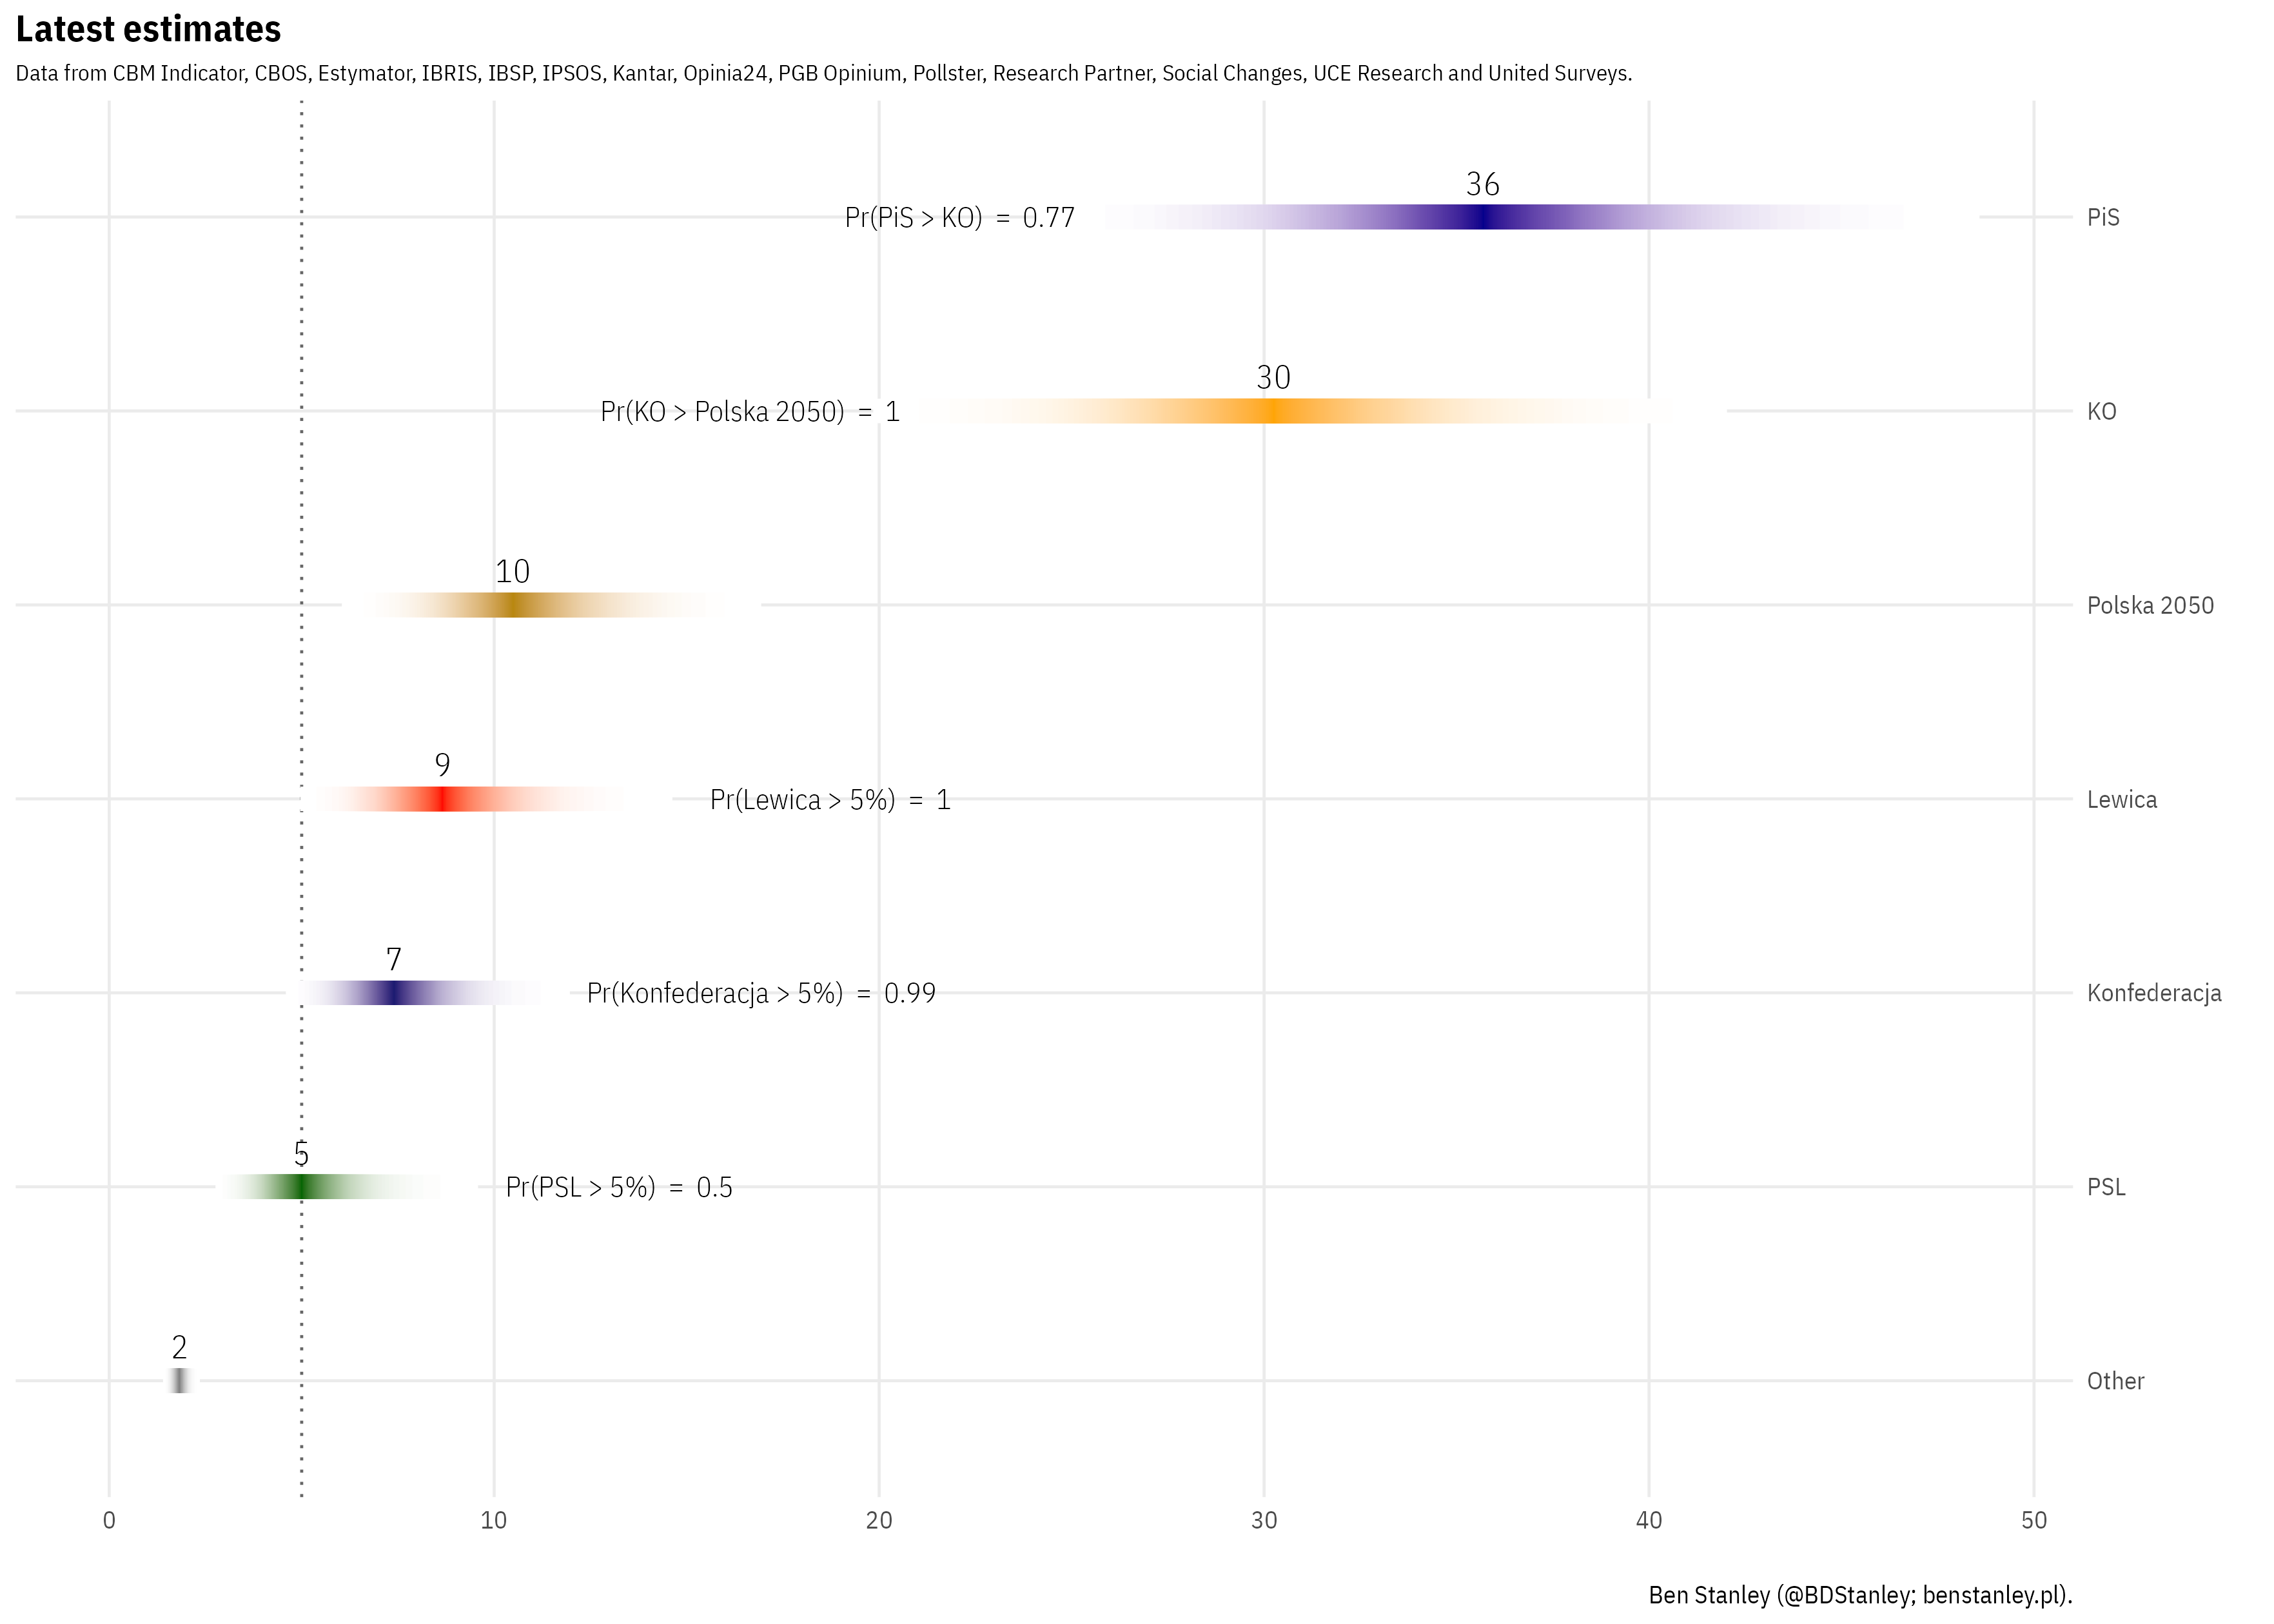 Latest estimates
Data from CBM Indicator, CBOS, Estymator, IBRIS, IBSP, IPSOS, Kantar, Opinia24, PGB Opinium, Pollster, Research Partner, Social Changes, UCE Research and United Surveys.
36
Pr(PiS > KO) = 0.77 PiS
30
Pr(KO > Polska 2050) = 1 KO
10
Polska 2050
9
Pr(Lewica > 5%) = 1 Lewica
7
Pr(Konfederacja > 5%) = 0.99 Konfederacja
5
Pr(PSL > 5%) = 0.5 PSL
2
Other
0 10 20 30 40 50
Ben Stanley (@BDStanley; benstanley.pl).